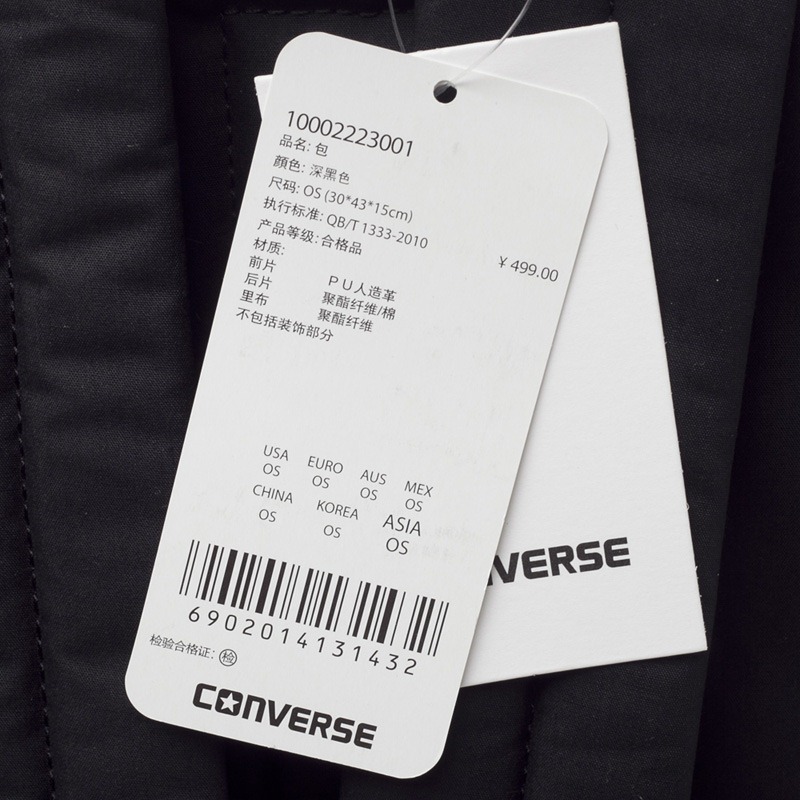 10002223001
品名: 包
颜色: 深黑色
尺码: OS (30*43*15cm)
执行标准: QB/T 1333-2010
产品等级: 合格品
¥ 499.00
材质:
前片 PU人造革
后片 聚酯纤维/棉
里布 聚酯纤维
不包括装饰部分
USA EURO AUS MEX
OS OS OS OS
CHINA KOREA ASIA
OS OS OS
6902014131432
检验合格证: 检
CONVERSE
VERSE